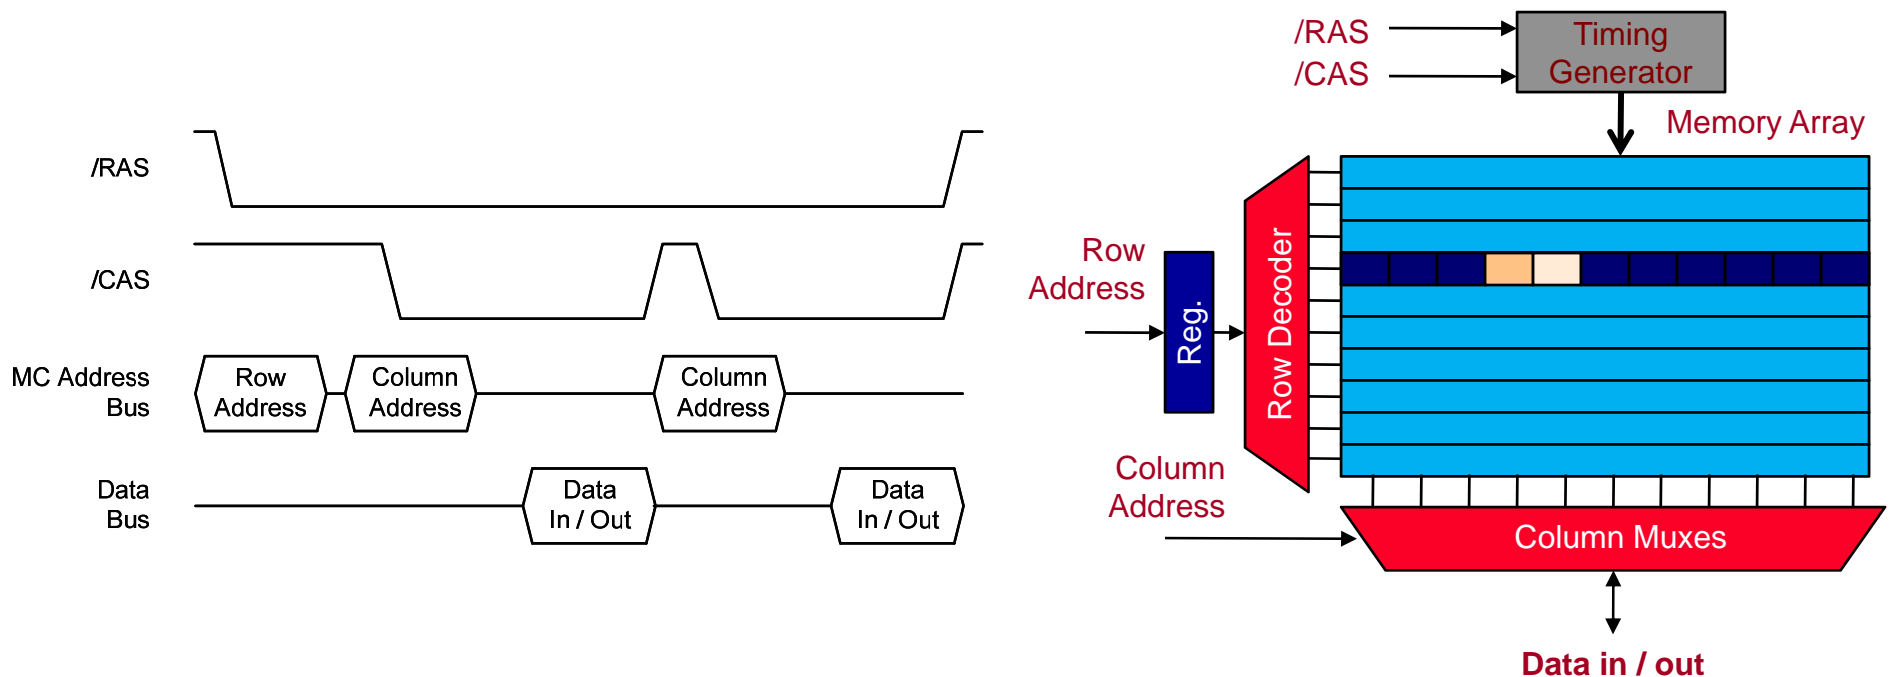 /RAS
/CAS
MC Address
Bus
Row
Address
Column
Address
Column
Address
Data
Bus
Data
In / Out
Data
In / Out
/RAS
/CAS
Timing
Generator
Memory Array
Row
Address
Reg.
Row Decoder
Column
Address
Column Muxes
Data in / out